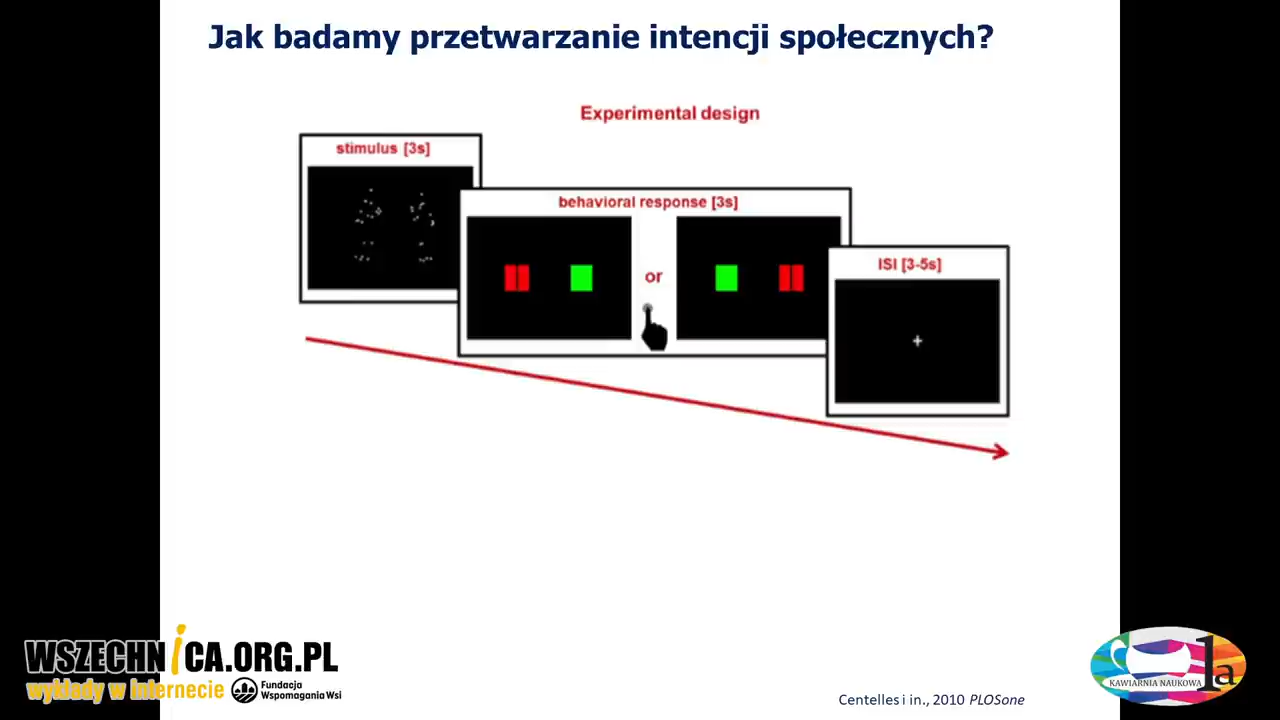 Jak badamy przetwarzanie intencji społecznych?
Experimental design
stimulus [3s]
behavioral response [3s]
or
ISI [3-5s]
WSZECHNiCA.ORG.PL
wykłady w internecie
Fundacja
Wspomagania Wsi
Centelles i in., 2010 PLOSone
KAWIARNIA NAUKOWA 1a